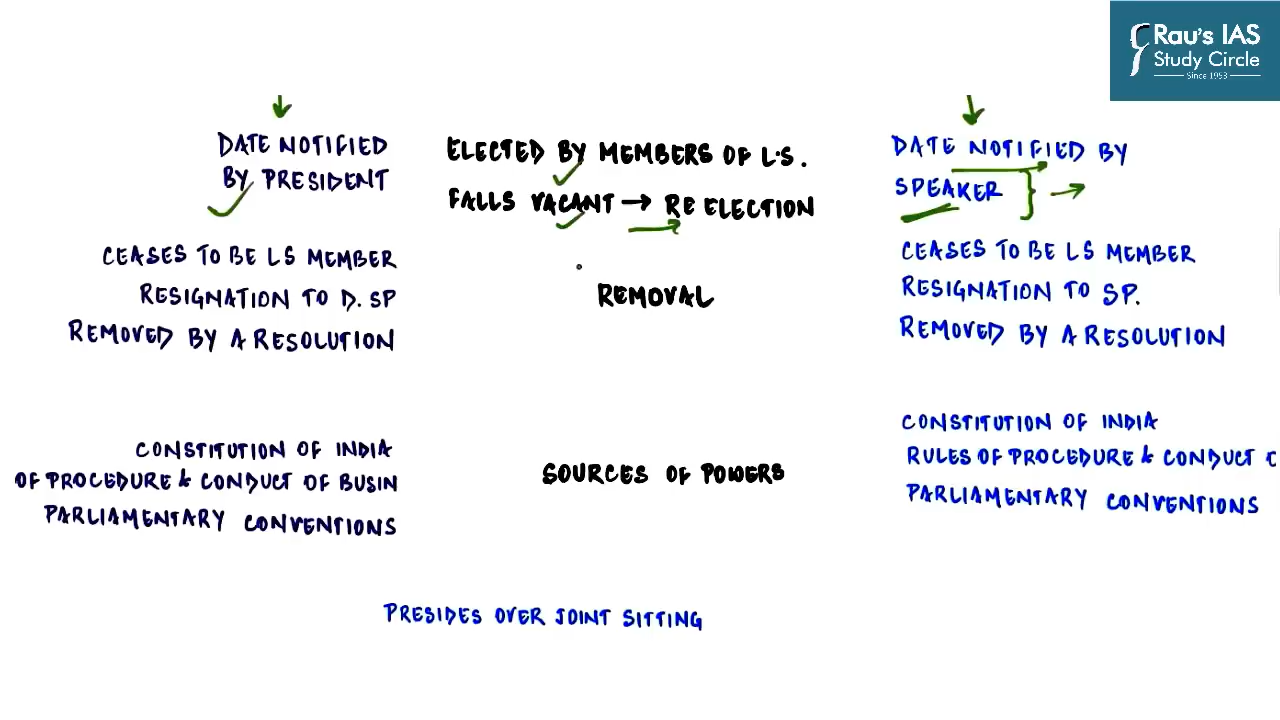 Rau's IAS
Study Circle
Since 1953
DATE NOTIFIED
BY PRESIDENT
ELECTED BY MEMBERS OF L.S.
FALLS VACANT → RE ELECTION
DATE NOTIFIED BY
SPEAKER
CEASES TO BE LS MEMBER
RESIGNATION TO D. SP
REMOVED BY A RESOLUTION
REMOVAL
CEASES TO BE LS MEMBER
RESIGNATION TO SP.
REMOVED BY A RESOLUTION
CONSTITUTION OF INDIA
OF PROCEDURE & CONDUCT OF BUSIN
PARLIAMENTARY CONVENTIONS
SOURCES OF POWERS
CONSTITUTION OF INDIA
RULES OF PROCEDURE & CONDUCT
PARLIAMENTARY CONVENTIONS
PRESIDES OVER JOINT SITTING